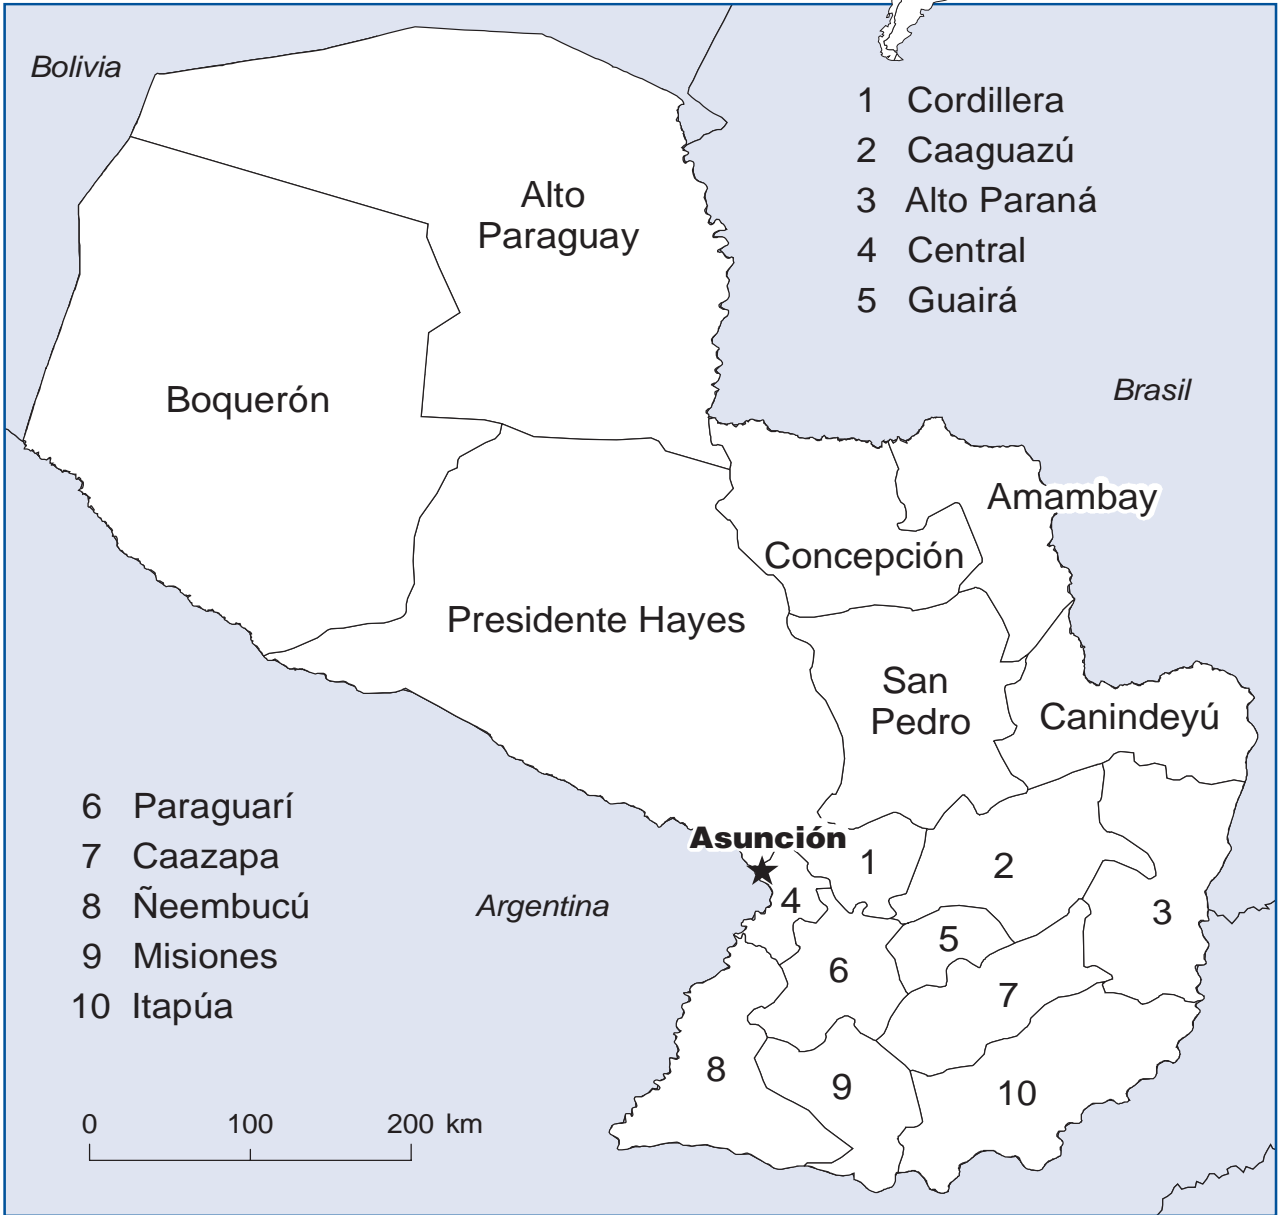 Bolivia
1 Cordillera
2 Caaguazú
3 Alto Paraná
4 Central
5 Guairá
Alto
Paraguay
Boquerón
Brasil
Amambay
Concepción
Presidente Hayes
San
Pedro
Canindeyú
6 Paraguarí
7 Caazapa
8 Ñeembucú
9 Misiones
10 Itapúa
Asunción
Argentina
1
2
3
4
5
6
7
8
9
10
0 100 200 km